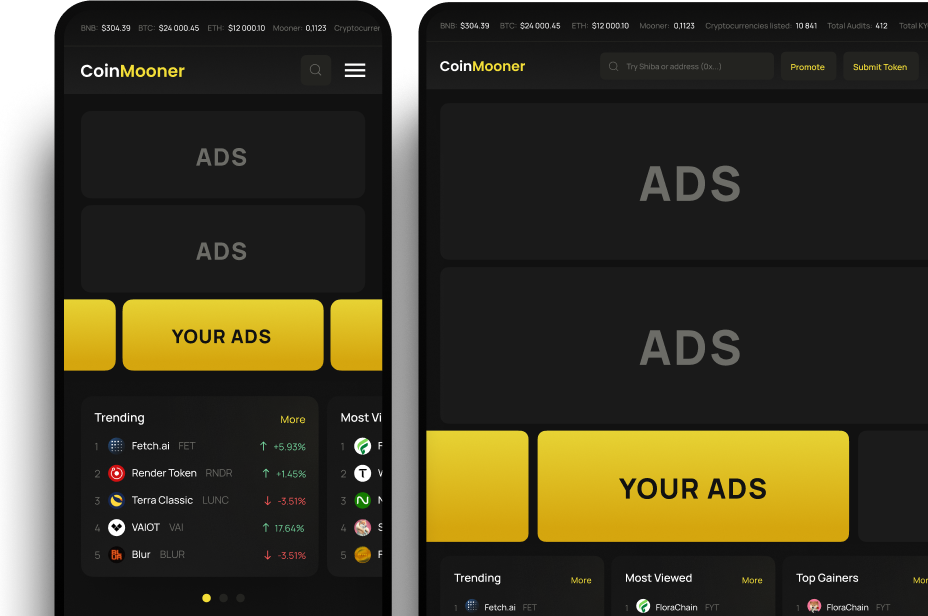 BNB: $304.39 BTC: $24 000.45 ETH: $12 000.10 Mooner: 0,1123 Cryptocurrer
CoinMooner
ADS
ADS
YOUR ADS
Trending More
1 Fetch.ai FET ↑ +5.93%
2 Render Token RNDR ↑ +1.45%
3 Terra Classic LUNC ↓ -3.51%
4 VAIOT VAI ↑ 17.64%
5 Blur BLUR ↓ -3.51%
Most Vi
1 F
2
3 N
4 S
5 F
BNB: $304.39 BTC: $24 000.45 ETH: $12 000.10 Mooner: 0,1123 Cryptocurrencies listed: 10 841 Total Audits: 412 Total KY
CoinMooner Try Shiba or address (0x...) Promote Submit Token
ADS
ADS
YOUR ADS
Trending More Most Viewed More Top Gainers Mor
1 Fetch.ai FET 1 FloraChain FYT 1 FloraChain FYT